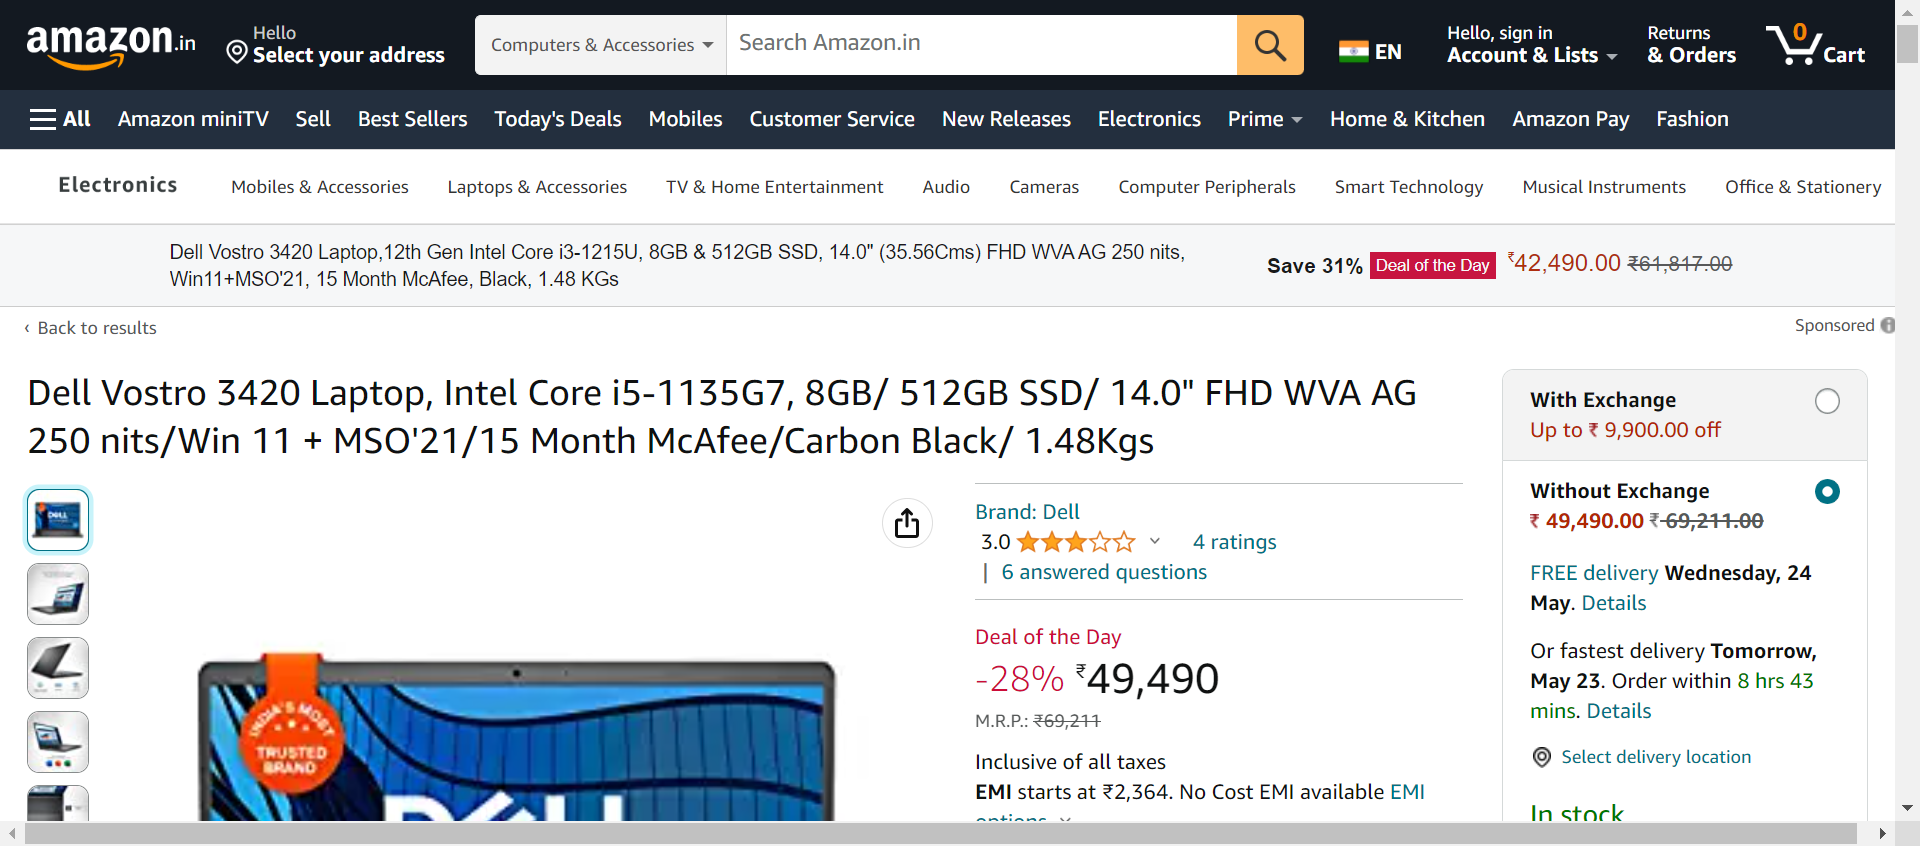 amazon.in
Hello
Select your address
Computers & Accessories
Search Amazon.in
EN
Hello, sign in
Account & Lists
Returns
& Orders
0
Cart
All
Amazon miniTV
Sell
Best Sellers
Today's Deals
Mobiles
Customer Service
New Releases
Electronics
Prime
Home & Kitchen
Amazon Pay
Fashion
Electronics
Mobiles & Accessories
Laptops & Accessories
TV & Home Entertainment
Audio
Cameras
Computer Peripherals
Smart Technology
Musical Instruments
Office & Stationery
Dell Vostro 3420 Laptop,12th Gen Intel Core i3-1215U, 8GB & 512GB SSD, 14.0" (35.56Cms) FHD WVA AG 250 nits,
Win11+MSO'21, 15 Month McAfee, Black, 1.48 KGs
Save 31%
Deal of the Day
₹42,490.00 ₹61,817.00
‹ Back to results
Sponsored
Dell Vostro 3420 Laptop, Intel Core i5-1135G7, 8GB/ 512GB SSD/ 14.0" FHD WVA AG
250 nits/Win 11 + MSO'21/15 Month McAfee/Carbon Black/ 1.48Kgs
DELL
INDIA'S MOST
TRUSTED
BRAND
DELL
Brand: Dell
3.0
4 ratings
| 6 answered questions
Deal of the Day
-28% ₹49,490
M.R.P.: ₹69,211
Inclusive of all taxes
EMI starts at ₹2,364. No Cost EMI available EMI
options
With Exchange
Up to ₹ 9,900.00 off
Without Exchange
₹ 49,490.00 ₹ 69,211.00
FREE delivery Wednesday, 24
May. Details
Or fastest delivery Tomorrow,
May 23. Order within 8 hrs 43
mins. Details
Select delivery location
In stock